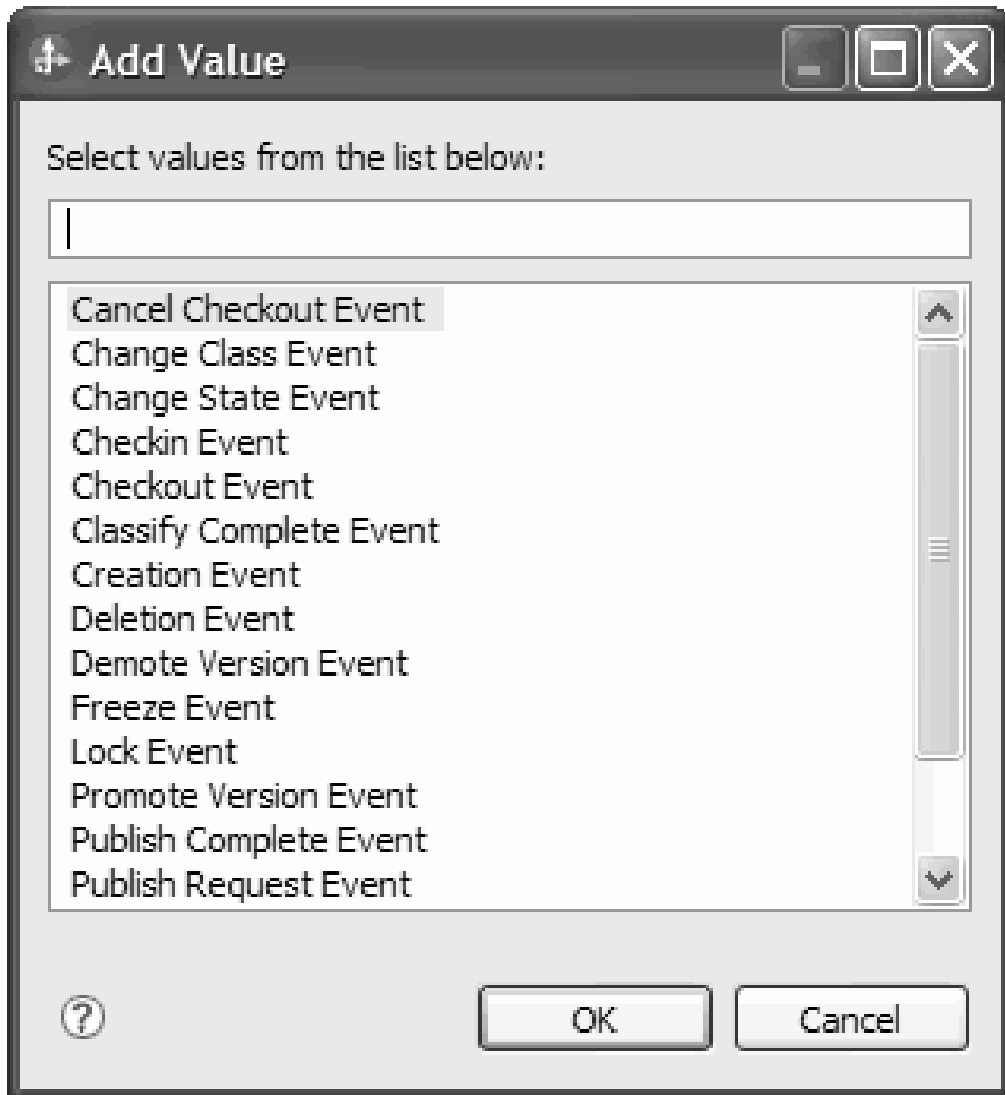 Add Value
Select values from the list below:
Cancel Checkout Event
Change Class Event
Change State Event
Checkin Event
Checkout Event
Classify Complete Event
Creation Event
Deletion Event
Demote Version Event
Freeze Event
Lock Event
Promote Version Event
Publish Complete Event
Publish Request Event
?
OK Cancel